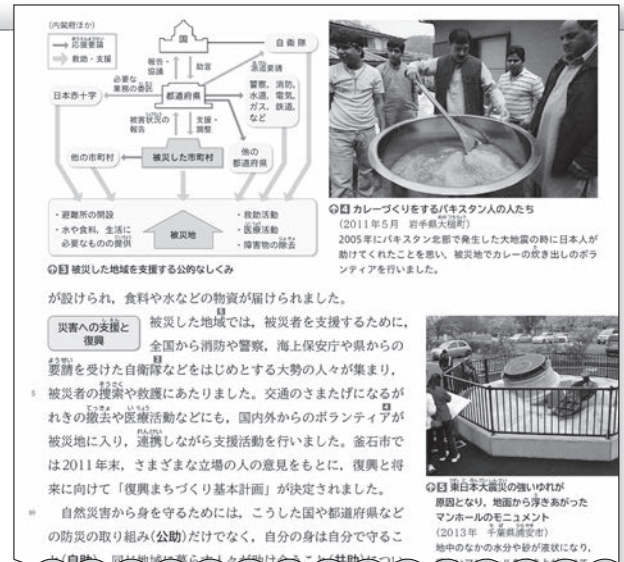 (内閣府ほか)
応援要請
救助・支援
国
自衛隊
報告・協議
助言
派遣要請
必要な業務の委託
日本赤十字
都道府県
警察, 消防, 水道, 電気, ガス, 鉄道, など
被害状況の報告
支援・調整
他の市町村
被災した市町村
他の都道府県
・避難所の開設
・水や食料, 生活に必要なものの提供
被災地
・救助活動
・医療活動
・障害物の除去
3 被災した地域を支援する公的なしくみ
4 カレーづくりをするパキスタン人の人たち
(2011年5月 岩手県大槌町)
2005年にパキスタン北部で発生した大地震の時に日本人が
助けてくれたことを思い, 被災地でカレーの炊き出しのボラ
ンティアを行いました。
が設けられ, 食料や水などの物資が届けられました。
災害への支援と
復興
被災した地域では, 被災者を支援するために,
全国から消防や警察, 海上保安庁や県からの
要請を受けた自衛隊などをはじめとする大勢の人々が集まり,
5 被災者の捜索や救護にあたりました。交通のさまたげになるが
れきの撤去や医療活動などにも, 国内外からのボランティアが
被災地に入り, 連携しながら支援活動を行いました。釜石市で
は2011年末, さまざまな立場の人の意見をもとに, 復興と将
来に向けて「復興まちづくり基本計画」が決定されました。
10 自然災害から身を守るためには, こうした国や都道府県など
の防災の取り組み(公助)だけでなく, 自分の身は自分で守るこ
と(自助), 同じ地域に暮らす人々が助け合うこと(共助)につい
5 東日本大震災の強いゆれが
原因となり, 地面から浮きあがった
マンホールのモニュメント
(2013年 千葉県浦安市)
地中のなかの水分や砂が液状になり,